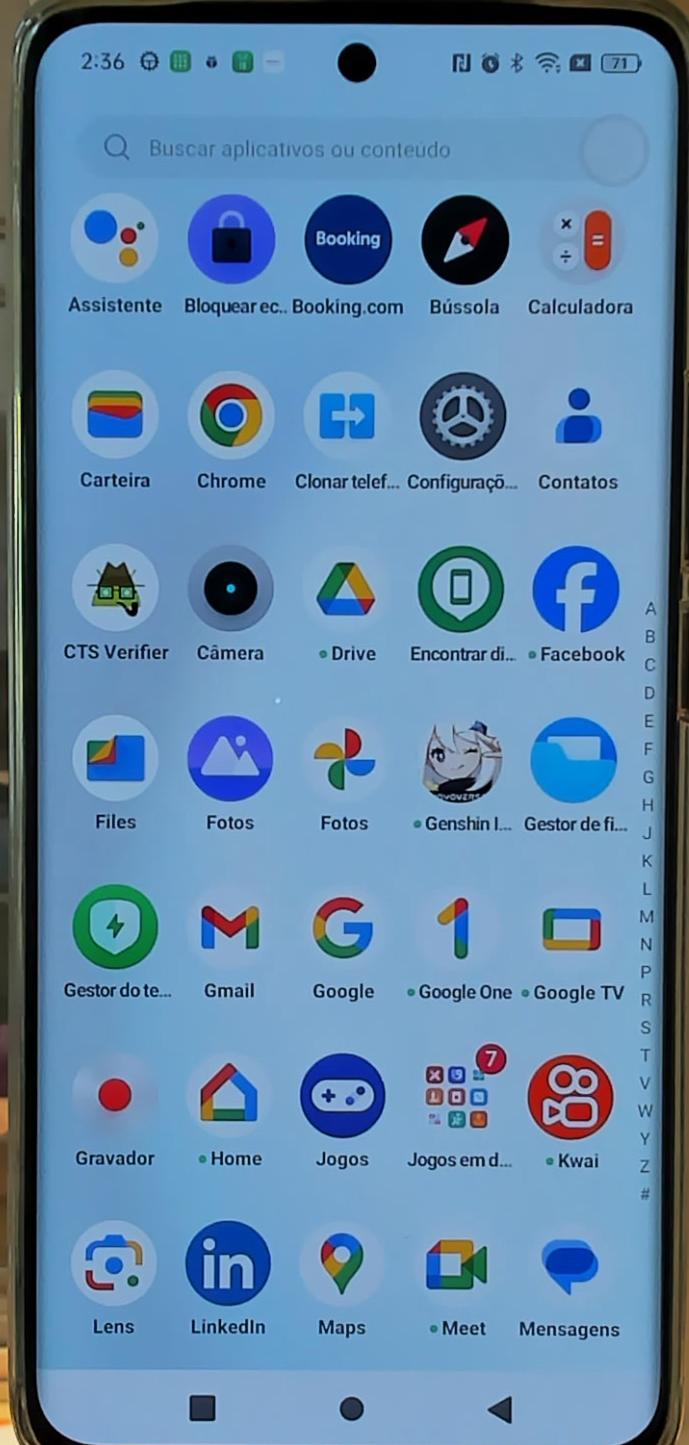 2:36 71
Buscar aplicativos ou conteúdo
Booking
Assistente Bloquear ec... Booking.com Bússola Calculadora
Carteira Chrome Clonar telef... Configuraçõ... Contatos
CTS Verifier Câmera Drive Encontrar di... Facebook
Files Fotos Fotos Genshin I... Gestor de fi...
Gestor do te... Gmail Google Google One Google TV
7
Gravador Home Jogos Jogos em d... Kwai
in
Lens LinkedIn Maps Meet Mensagens
A
B
C
D
E
F
G
H
J
K
L
M
N
P
R
S
T
V
W
Y
Z
#